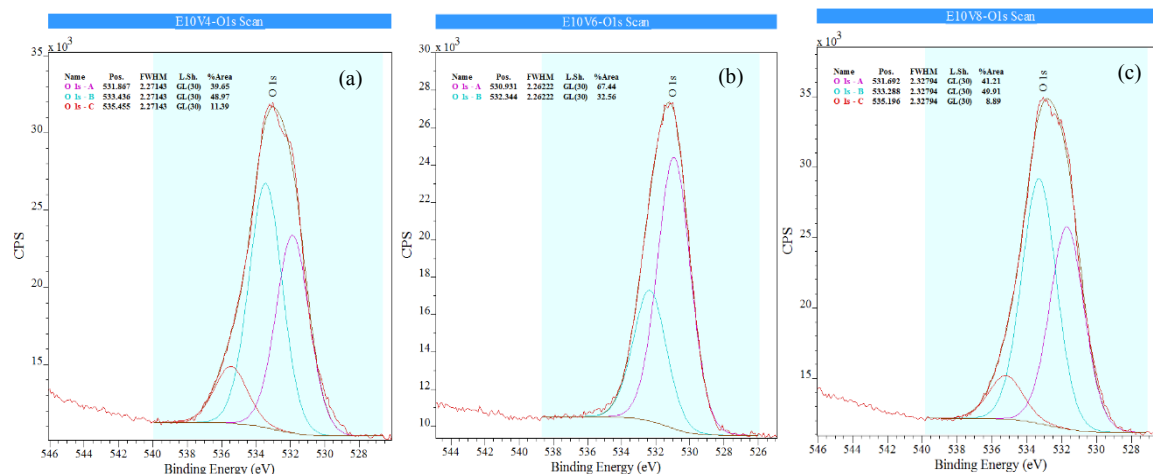 E10V4-O1s Scan
x 10³
(a)
Name Pos. FWHM L.Sh. %Area
O 1s - A 531.867 2.27143 GL(30) 39.65
O 1s - B 533.436 2.27143 GL(30) 48.97
O 1s - C 535.455 2.27143 GL(30) 11.39
O 1s
35
30
25
20
15
CPS
546 544 542 540 538 536 534 532 530 528 526
Binding Energy (eV)
E10V6-O1s Scan
x 10³
(b)
Name Pos. FWHM L.Sh. %Area
O 1s - A 530.931 2.26222 GL(30) 67.44
O 1s - B 532.344 2.26222 GL(30) 32.56
O 1s
30
28
26
24
22
20
18
16
14
12
10
CPS
544 542 540 538 536 534 532 530 528 526
Binding Energy (eV)
E10V8-O1s Scan
x 10³
(c)
Name Pos. FWHM L.Sh. %Area
O 1s - A 531.692 2.32794 GL(30) 41.21
O 1s - B 533.288 2.32794 GL(30) 49.91
O 1s - C 535.196 2.32794 GL(30) 8.89
O 1s
35
30
25
20
15
CPS
546 544 542 540 538 536 534 532 530 528
Binding Energy (eV)